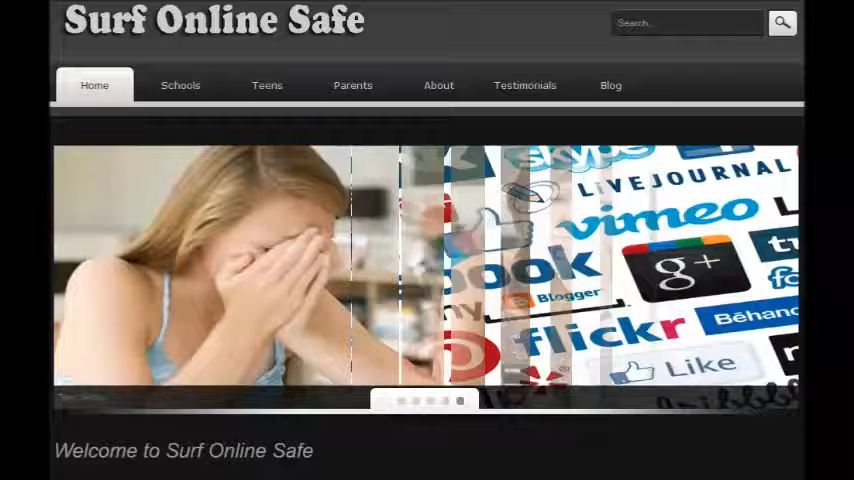 Surf Online Safe
Search...
Home Schools Teens Parents About Testimonials Blog
skype
LiVEJOURNAL
vimeo
g+
ook
Blogger
flickr
Like
Welcome to Surf Online Safe